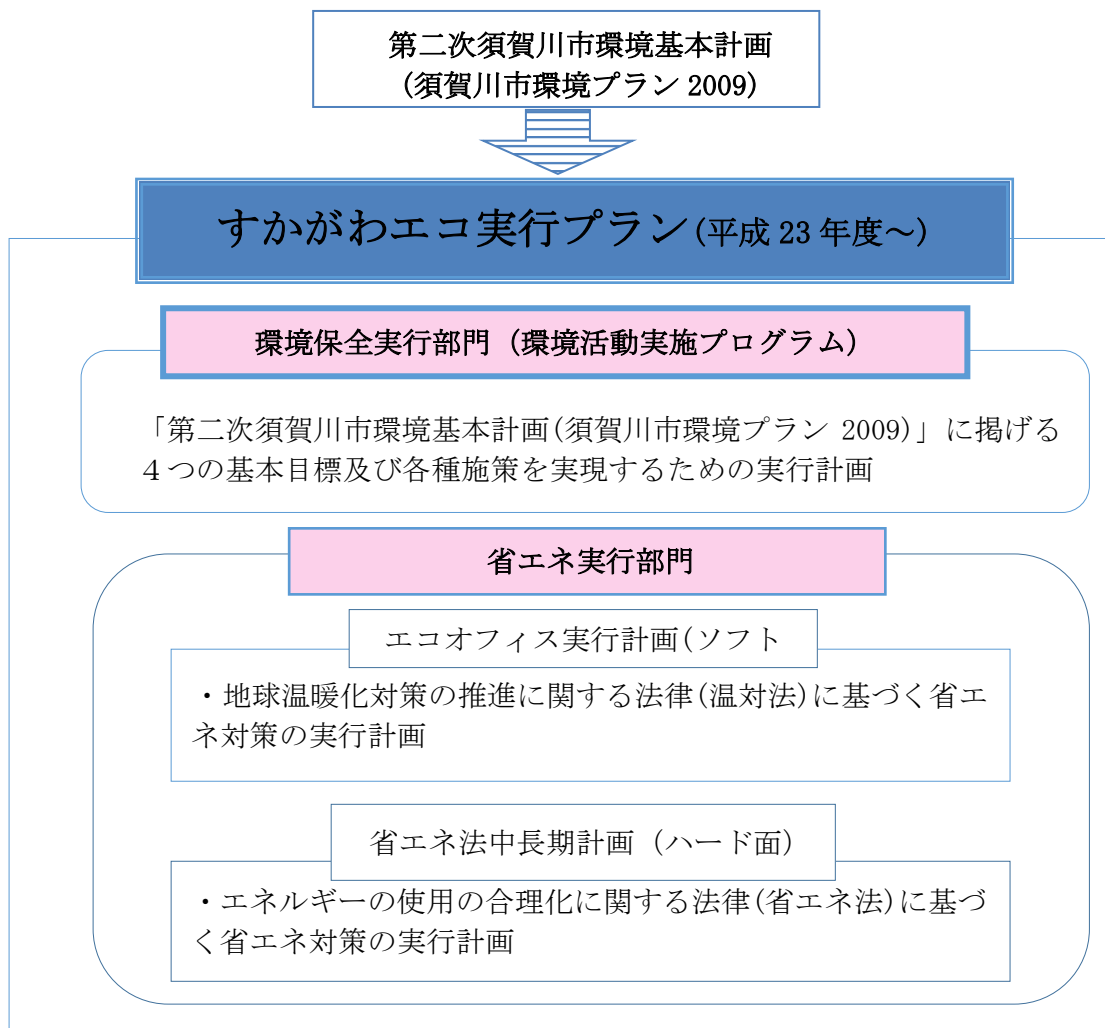 第二次須賀川市環境基本計画
(須賀川市環境プラン 2009)
すかがわエコ実行プラン(平成 23 年度～)
環境保全実行部門（環境活動実施プログラム）
「第二次須賀川市環境基本計画(須賀川市環境プラン 2009)」に掲げる
４つの基本目標及び各種施策を実現するための実行計画
省エネ実行部門
エコオフィス実行計画(ソフト
・地球温暖化対策の推進に関する法律(温対法)に基づく省エ
ネ対策の実行計画
省エネ法中長期計画（ハード面）
・エネルギーの使用の合理化に関する法律(省エネ法)に基づ
く省エネ対策の実行計画